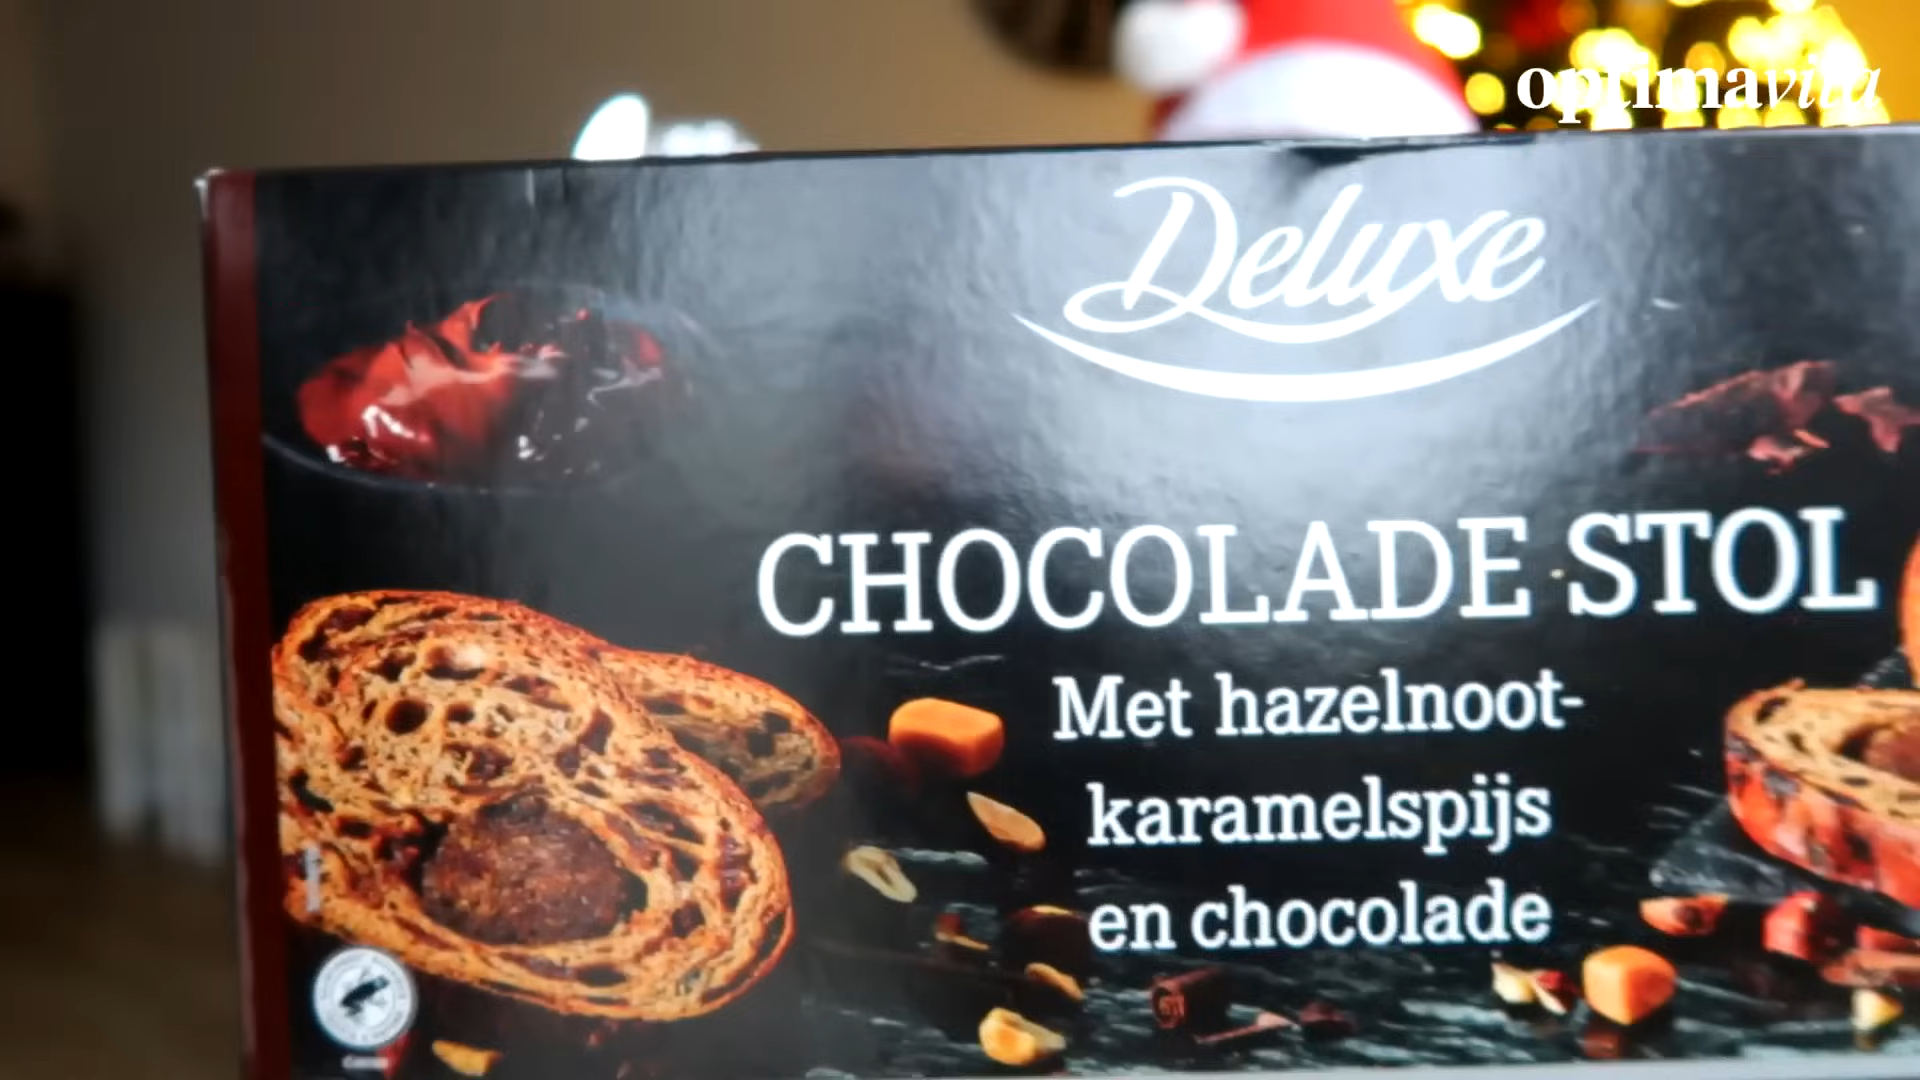 optimavita
Deluxe
CHOCOLADE STOL
Met hazelnoot-
karamelspijs
en chocolade